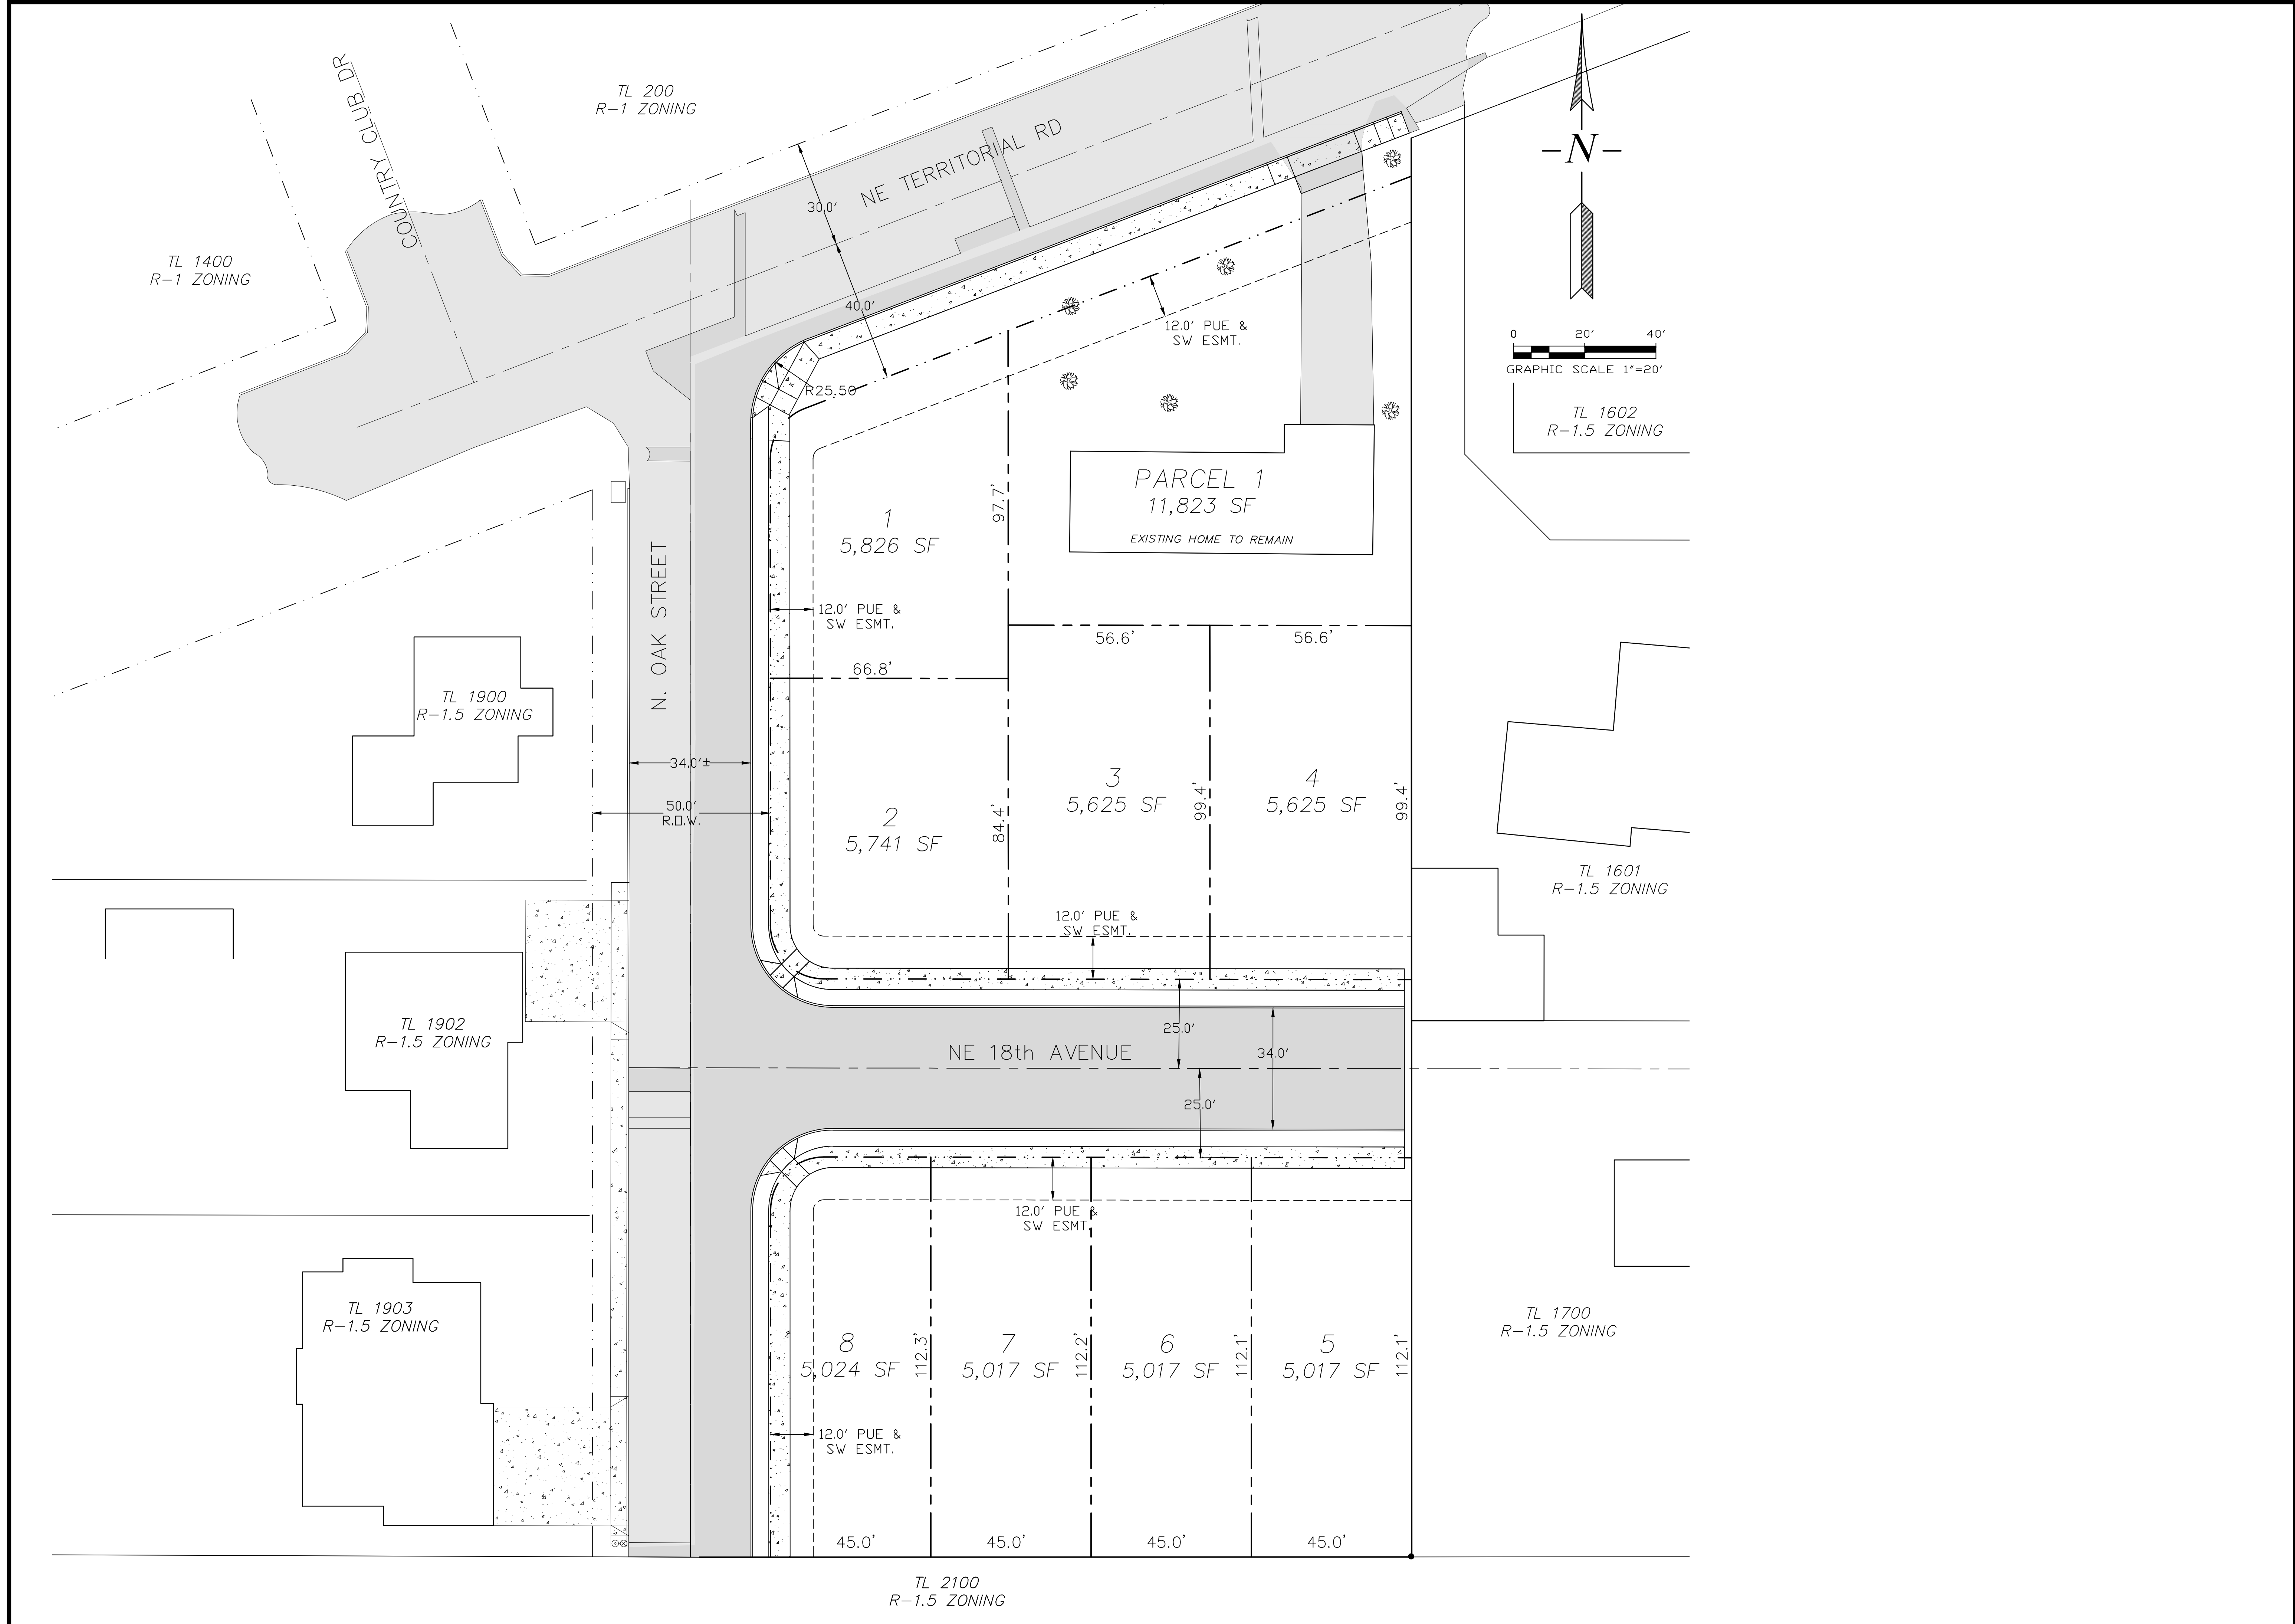 COUNTRY CLUB DR
TL 200
R-1 ZONING
NE TERRITORIAL RD
N
30.0'
TL 1400
R-1 ZONING
40.0'
12.0' PUE &
SW ESMT.
0 20' 40'
GRAPHIC SCALE 1"=20'
R25.50
TL 1602
R-1.5 ZONING
PARCEL 1
11,823 SF
EXISTING HOME TO REMAIN
97.7'
1
5,826 SF
N. OAK STREET
12.0' PUE &
SW ESMT.
56.6'
56.6'
66.8'
TL 1900
R-1.5 ZONING
34.0'±
50.0'
R.O.W.
2
5,741 SF
84.4'
3
5,625 SF
99.4'
4
5,625 SF
99.4'
TL 1601
R-1.5 ZONING
12.0' PUE &
SW ESMT.
TL 1902
R-1.5 ZONING
25.0'
NE 18th AVENUE
34.0'
25.0'
12.0' PUE &
SW ESMT.
TL 1903
R-1.5 ZONING
TL 1700
R-1.5 ZONING
8
5,024 SF
112.3'
7
5,017 SF
112.2'
6
5,017 SF
112.1'
5
5,017 SF
112.1'
12.0' PUE &
SW ESMT.
45.0'
45.0'
45.0'
45.0'
TL 2100
R-1.5 ZONING